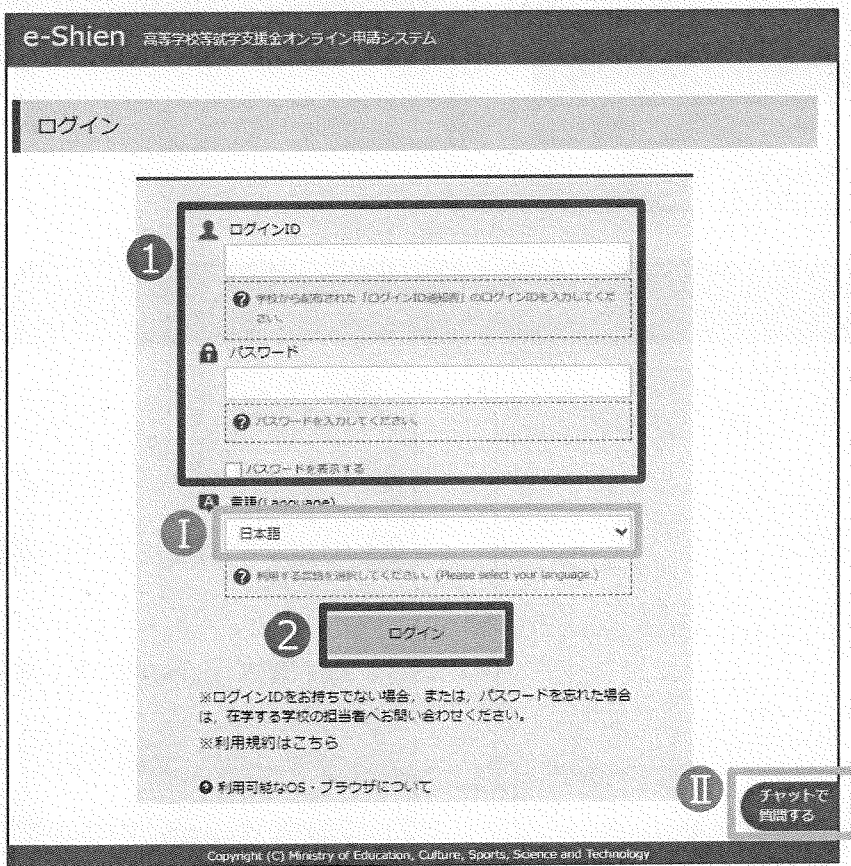 e-Shien 高等学校等就学支援金オンライン申請システム
ログイン
1
ログインID
? 学校から配布された「ログインID通知書」のログインIDを入力してくだ
さい。
パスワード
? パスワードを入力してください。
パスワードを表示する
A 言語(Language)
I
日本語
? 利用する言語を選択してください。(Please select your language.)
2
ログイン
※ログインIDをお持ちでない場合，または，パスワードを忘れた場合
は，在学する学校の担当者へお問い合わせください。
※利用規約はこちら
? 利用可能なOS・ブラウザについて
II
チャットで
質問する
Copyright (C) Ministry of Education, Culture, Sports, Science and Technology